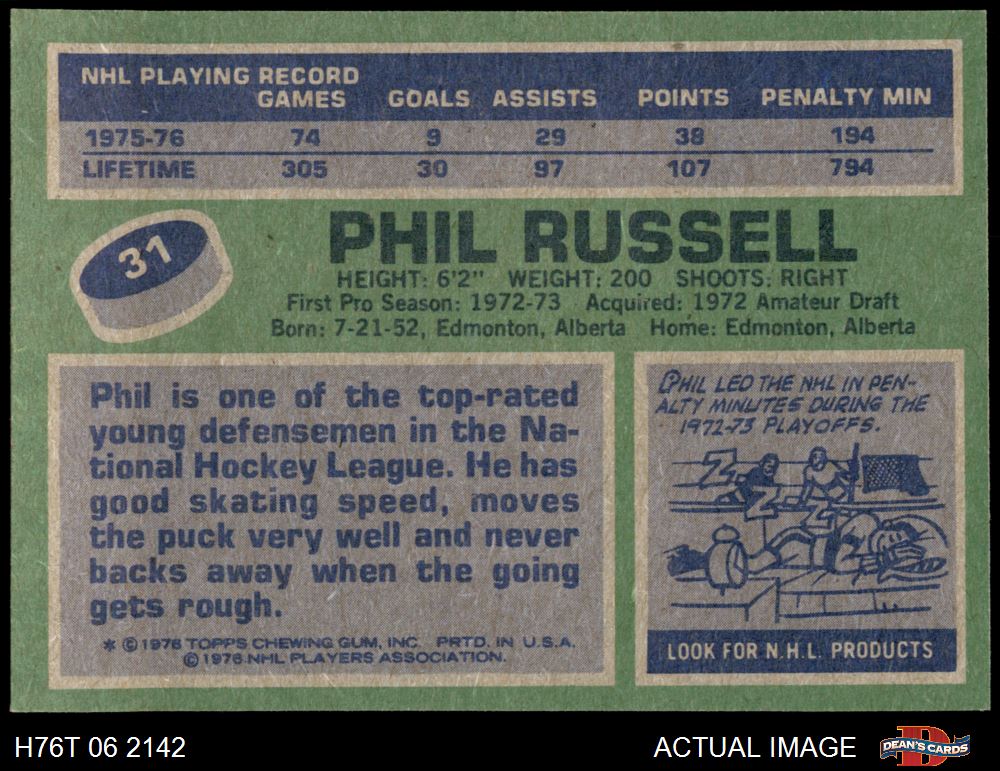 NHL PLAYING RECORD
GAMES GOALS ASSISTS POINTS PENALTY MIN
1975-76 74 9 29 38 194
LIFETIME 305 30 97 107 794
31
PHIL RUSSELL
HEIGHT: 6'2" WEIGHT: 200 SHOOTS: RIGHT
First Pro Season: 1972-73 Acquired: 1972 Amateur Draft
Born: 7-21-52, Edmonton, Alberta Home: Edmonton, Alberta
Phil is one of the top-rated
young defensemen in the Na-
tional Hockey League. He has
good skating speed, moves
the puck very well and never
backs away when the going
gets rough.
* © 1976 TOPPS CHEWING GUM, INC. PRTD. IN U.S.A.
© 1976 NHL PLAYERS ASSOCIATION.
PHIL LED THE NHL IN PEN-
ALTY MINUTES DURING THE
1972-73 PLAYOFFS.
Z
Z
Z
LOOK FOR N.H.L. PRODUCTS
H76T 06 2142
ACTUAL IMAGE
D
DEAN'S CARDS